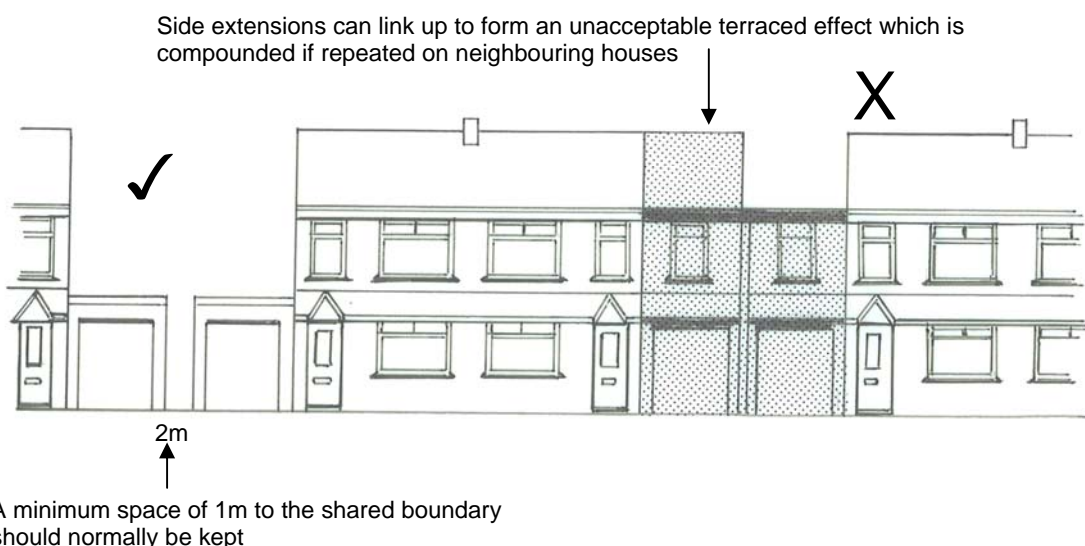 Side extensions can link up to form an unacceptable terraced effect which is
compounded if repeated on neighbouring houses
X
2m
A minimum space of 1m to the shared boundary
should normally be kept